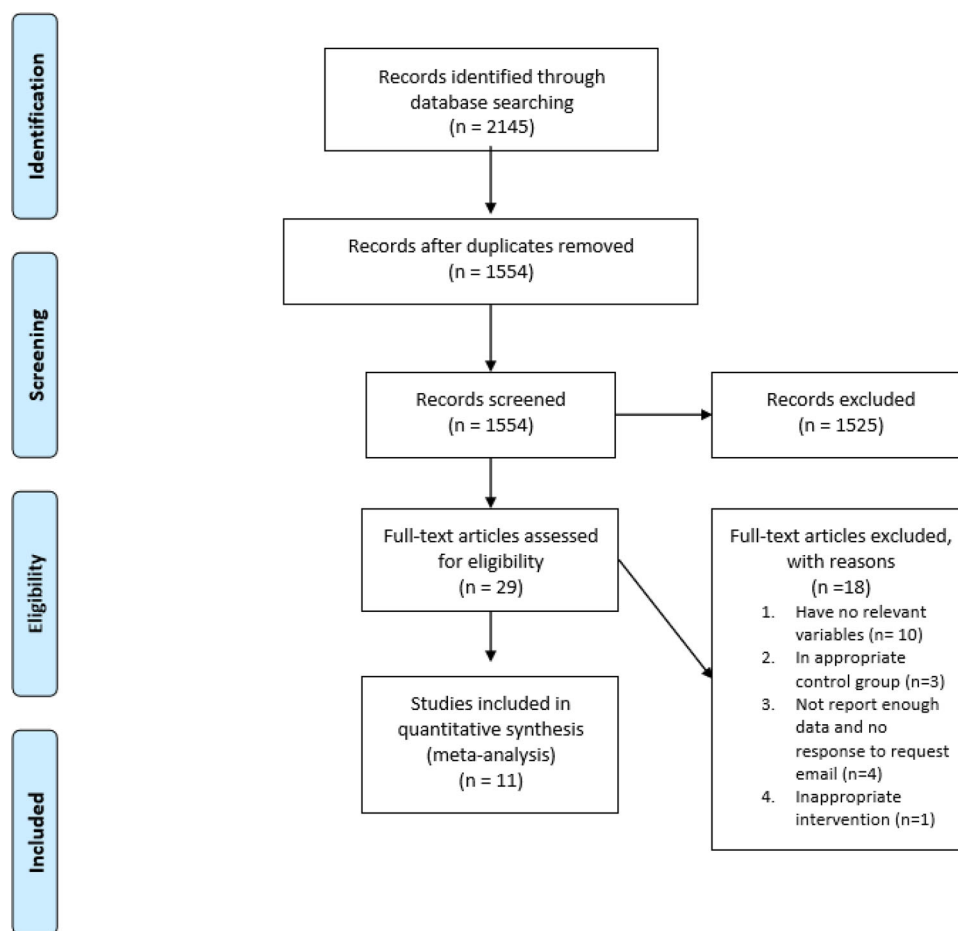 Identification
Records identified through
database searching
(n = 2145)
Records after duplicates removed
(n = 1554)
Screening
Records screened
(n = 1554)
Records excluded
(n = 1525)
Eligibility
Full-text articles assessed
for eligibility
(n = 29)
Full-text articles excluded,
with reasons
(n =18)
1. Have no relevant
variables (n= 10)
2. In appropriate
control group (n=3)
3. Not report enough
data and no
response to request
email (n=4)
4. Inappropriate
intervention (n=1)
Included
Studies included in
quantitative synthesis
(meta-analysis)
(n = 11)